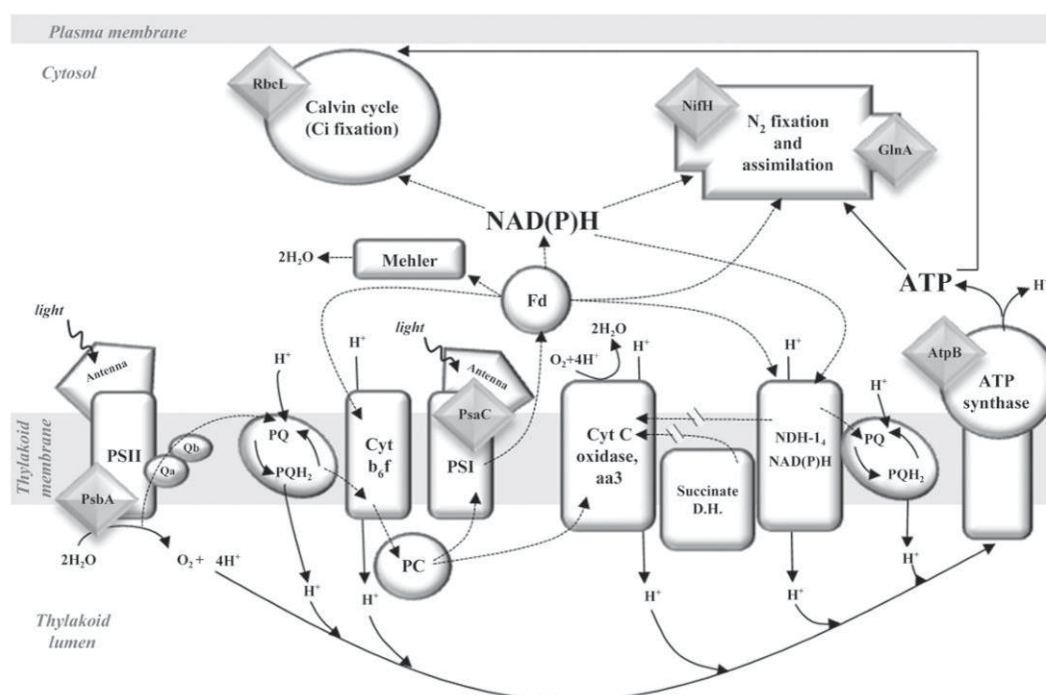 Plasma membrane
Cytosol
RbcL
Calvin cycle
(Ci fixation)
NifH
N₂ fixation
and
assimilation
GlnA
NAD(P)H
2H₂O
Mehler
Fd
ATP
H⁺
light
Antenna
H⁺
H⁺
light
Antenna
2H₂O
O₂+4H⁺
H⁺
H⁺
H⁺
AtpB
ATP
synthase
Thylakoid
membrane
PSII
Qb
Qa
PsbA
PQ
PQH₂
Cyt
b₆f
PsaC
PSI
Cyt C
oxidase,
aa3
Succinate
D.H.
NDH-1₄
NAD(P)H
PQ
PQH₂
2H₂O
O₂ + 4H⁺
PC
H⁺
H⁺
H⁺
H⁺
H⁺
Thylakoid
lumen